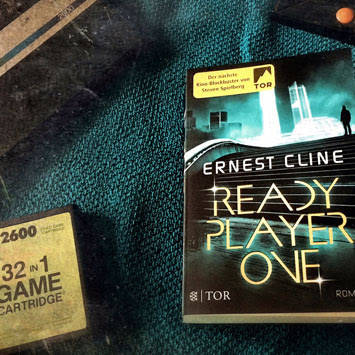 2600
32 IN 1
GAME
CARTRIDGE
Der nächste
Kino-Blockbuster von
Steven Spielberg
TOR
ERNEST CLINE
READY
PLAYER
ONE
TOR
ROM